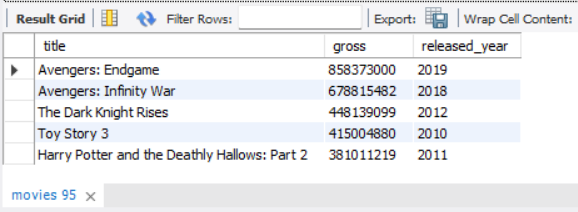 Result Grid Filter Rows: Export: Wrap Cell Content:
title gross released_year
Avengers: Endgame 858373000 2019
Avengers: Infinity War 678815482 2018
The Dark Knight Rises 448139099 2012
Toy Story 3 415004880 2010
Harry Potter and the Deathly Hallows: Part 2 381011219 2011
movies 95